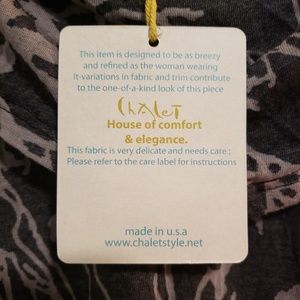 This item is designed to be as breezy
and refined as the woman wearing
it-variations in fabric and trim contribute
to the one-of-a-kind look of this piece
ChALeT
House of comfort
& elegance.
This fabric is very delicate and needs care ;
Please refer to the care label for instructions
made in u.s.a
www.chaletstyle.net